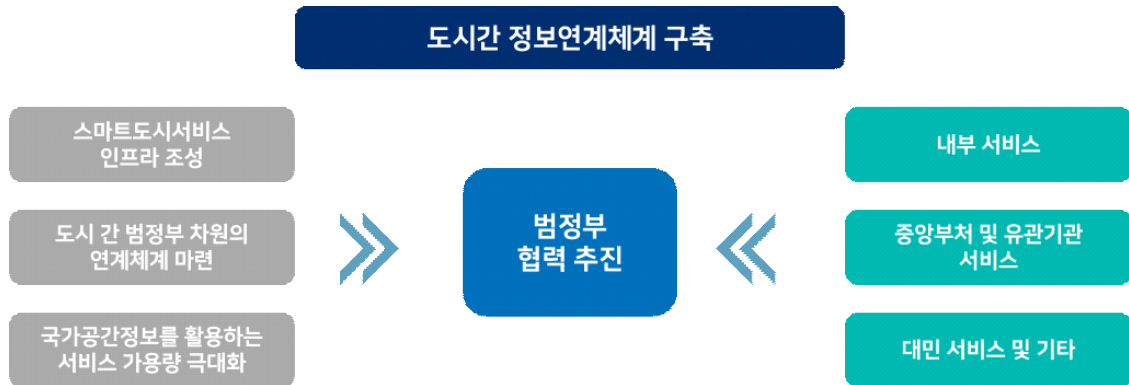 도시간 정보연계체계 구축
스마트도시서비스
인프라 조성
도시 간 범정부 차원의
연계체계 마련
국가공간정보를 활용하는
서비스 가용량 극대화
범정부
협력 추진
내부 서비스
중앙부처 및 유관기관
서비스
대민 서비스 및 기타